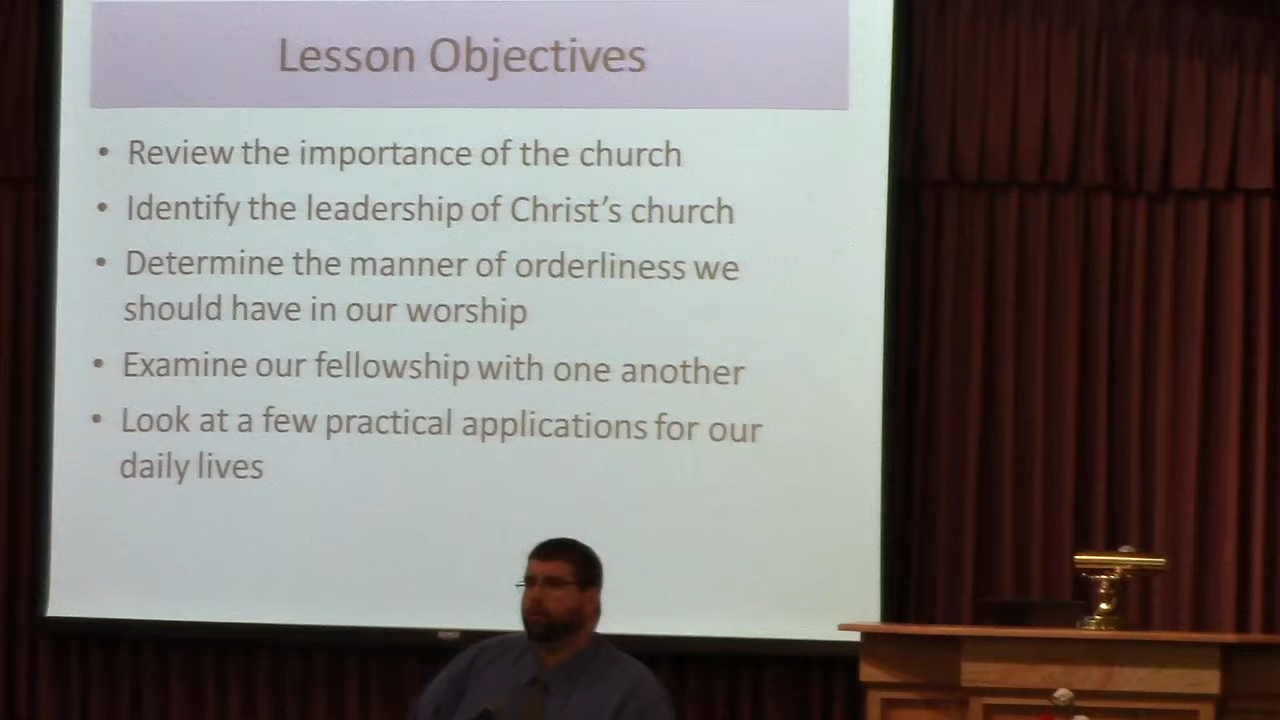 Lesson Objectives
• Review the importance of the church
• Identify the leadership of Christ's church
• Determine the manner of orderliness we
should have in our worship
• Examine our fellowship with one another
• Look at a few practical applications for our
daily lives